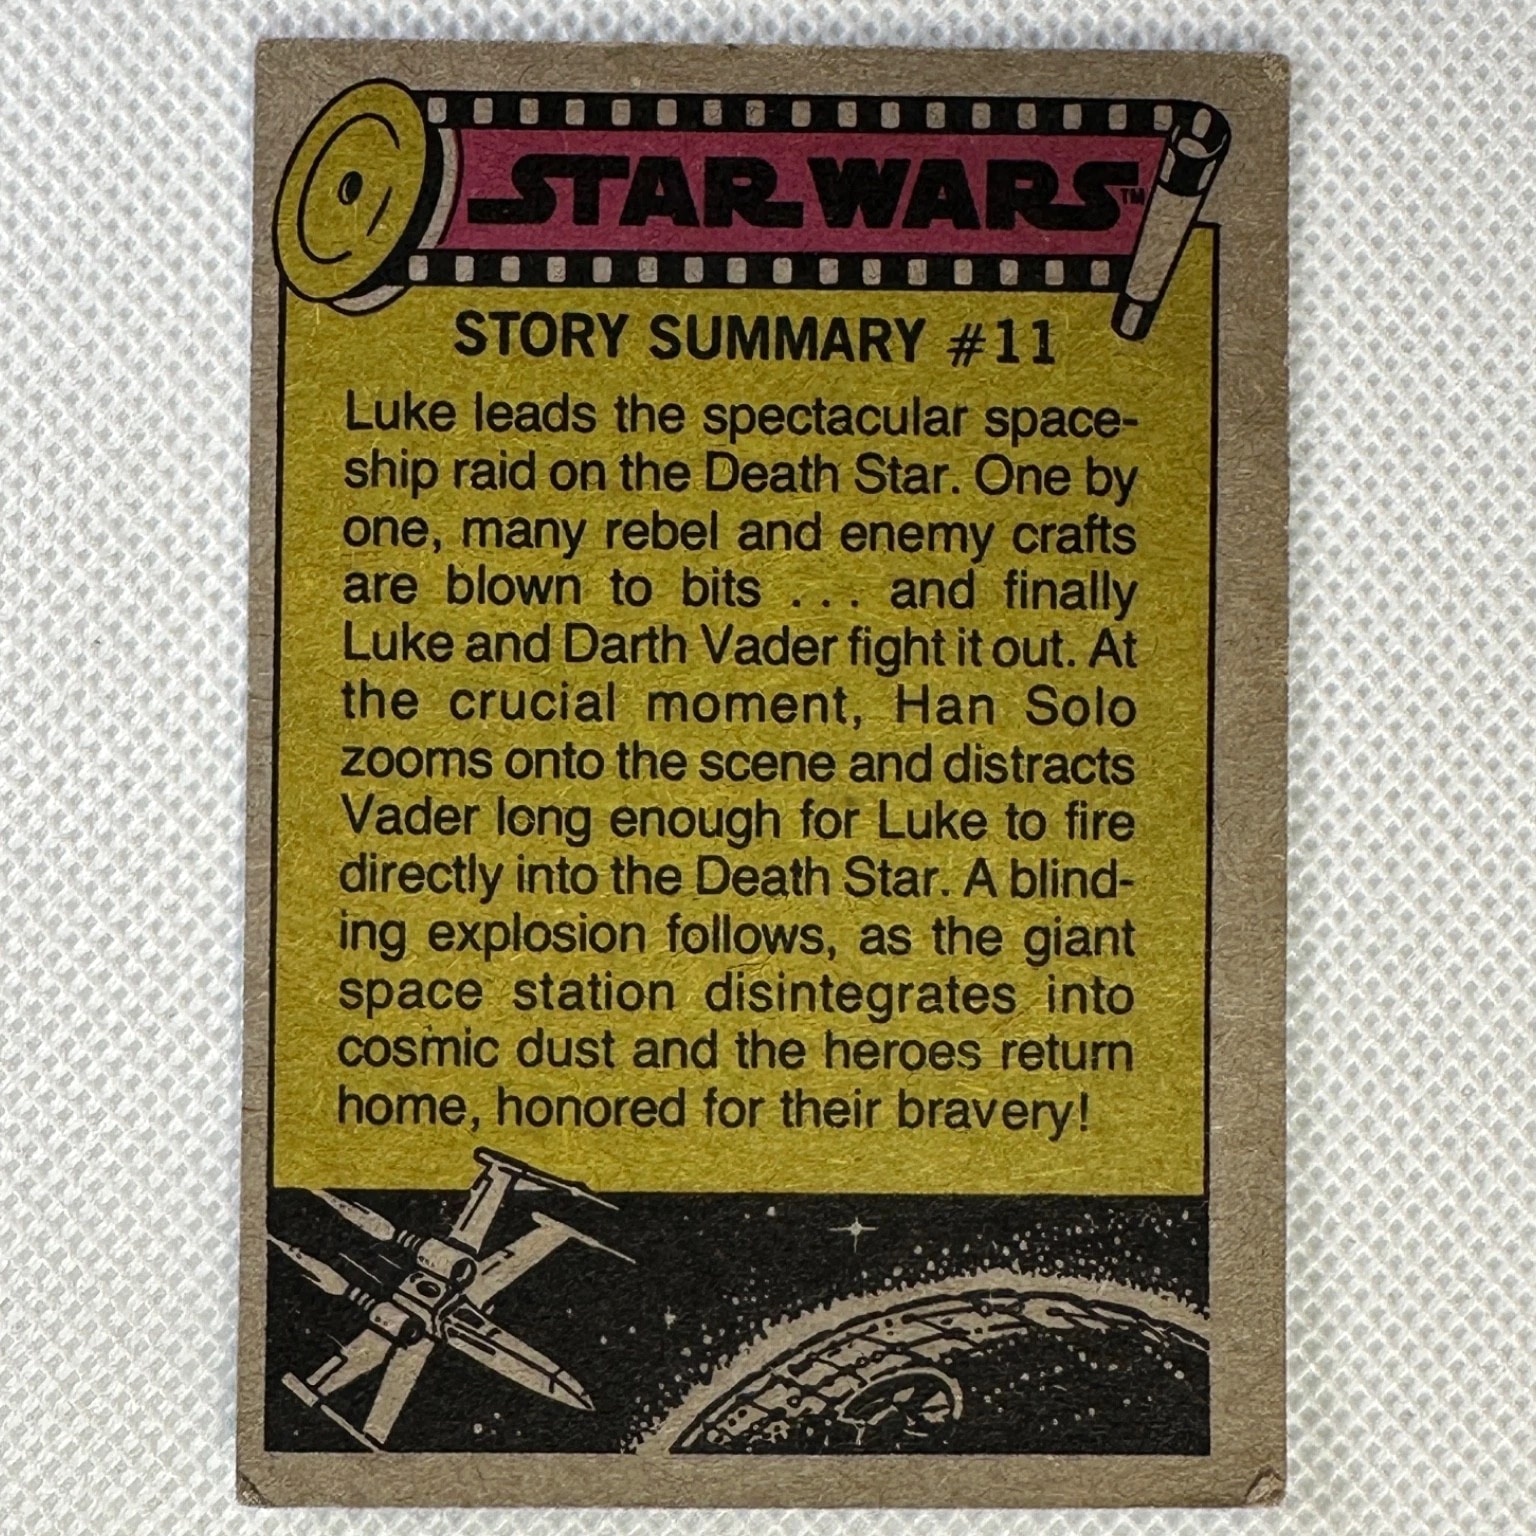 STAR WARS™
STORY SUMMARY #11
Luke leads the spectacular space-
ship raid on the Death Star. One by
one, many rebel and enemy crafts
are blown to bits . . . and finally
Luke and Darth Vader fight it out. At
the crucial moment, Han Solo
zooms onto the scene and distracts
Vader long enough for Luke to fire
directly into the Death Star. A blind-
ing explosion follows, as the giant
space station disintegrates into
cosmic dust and the heroes return
home, honored for their bravery!